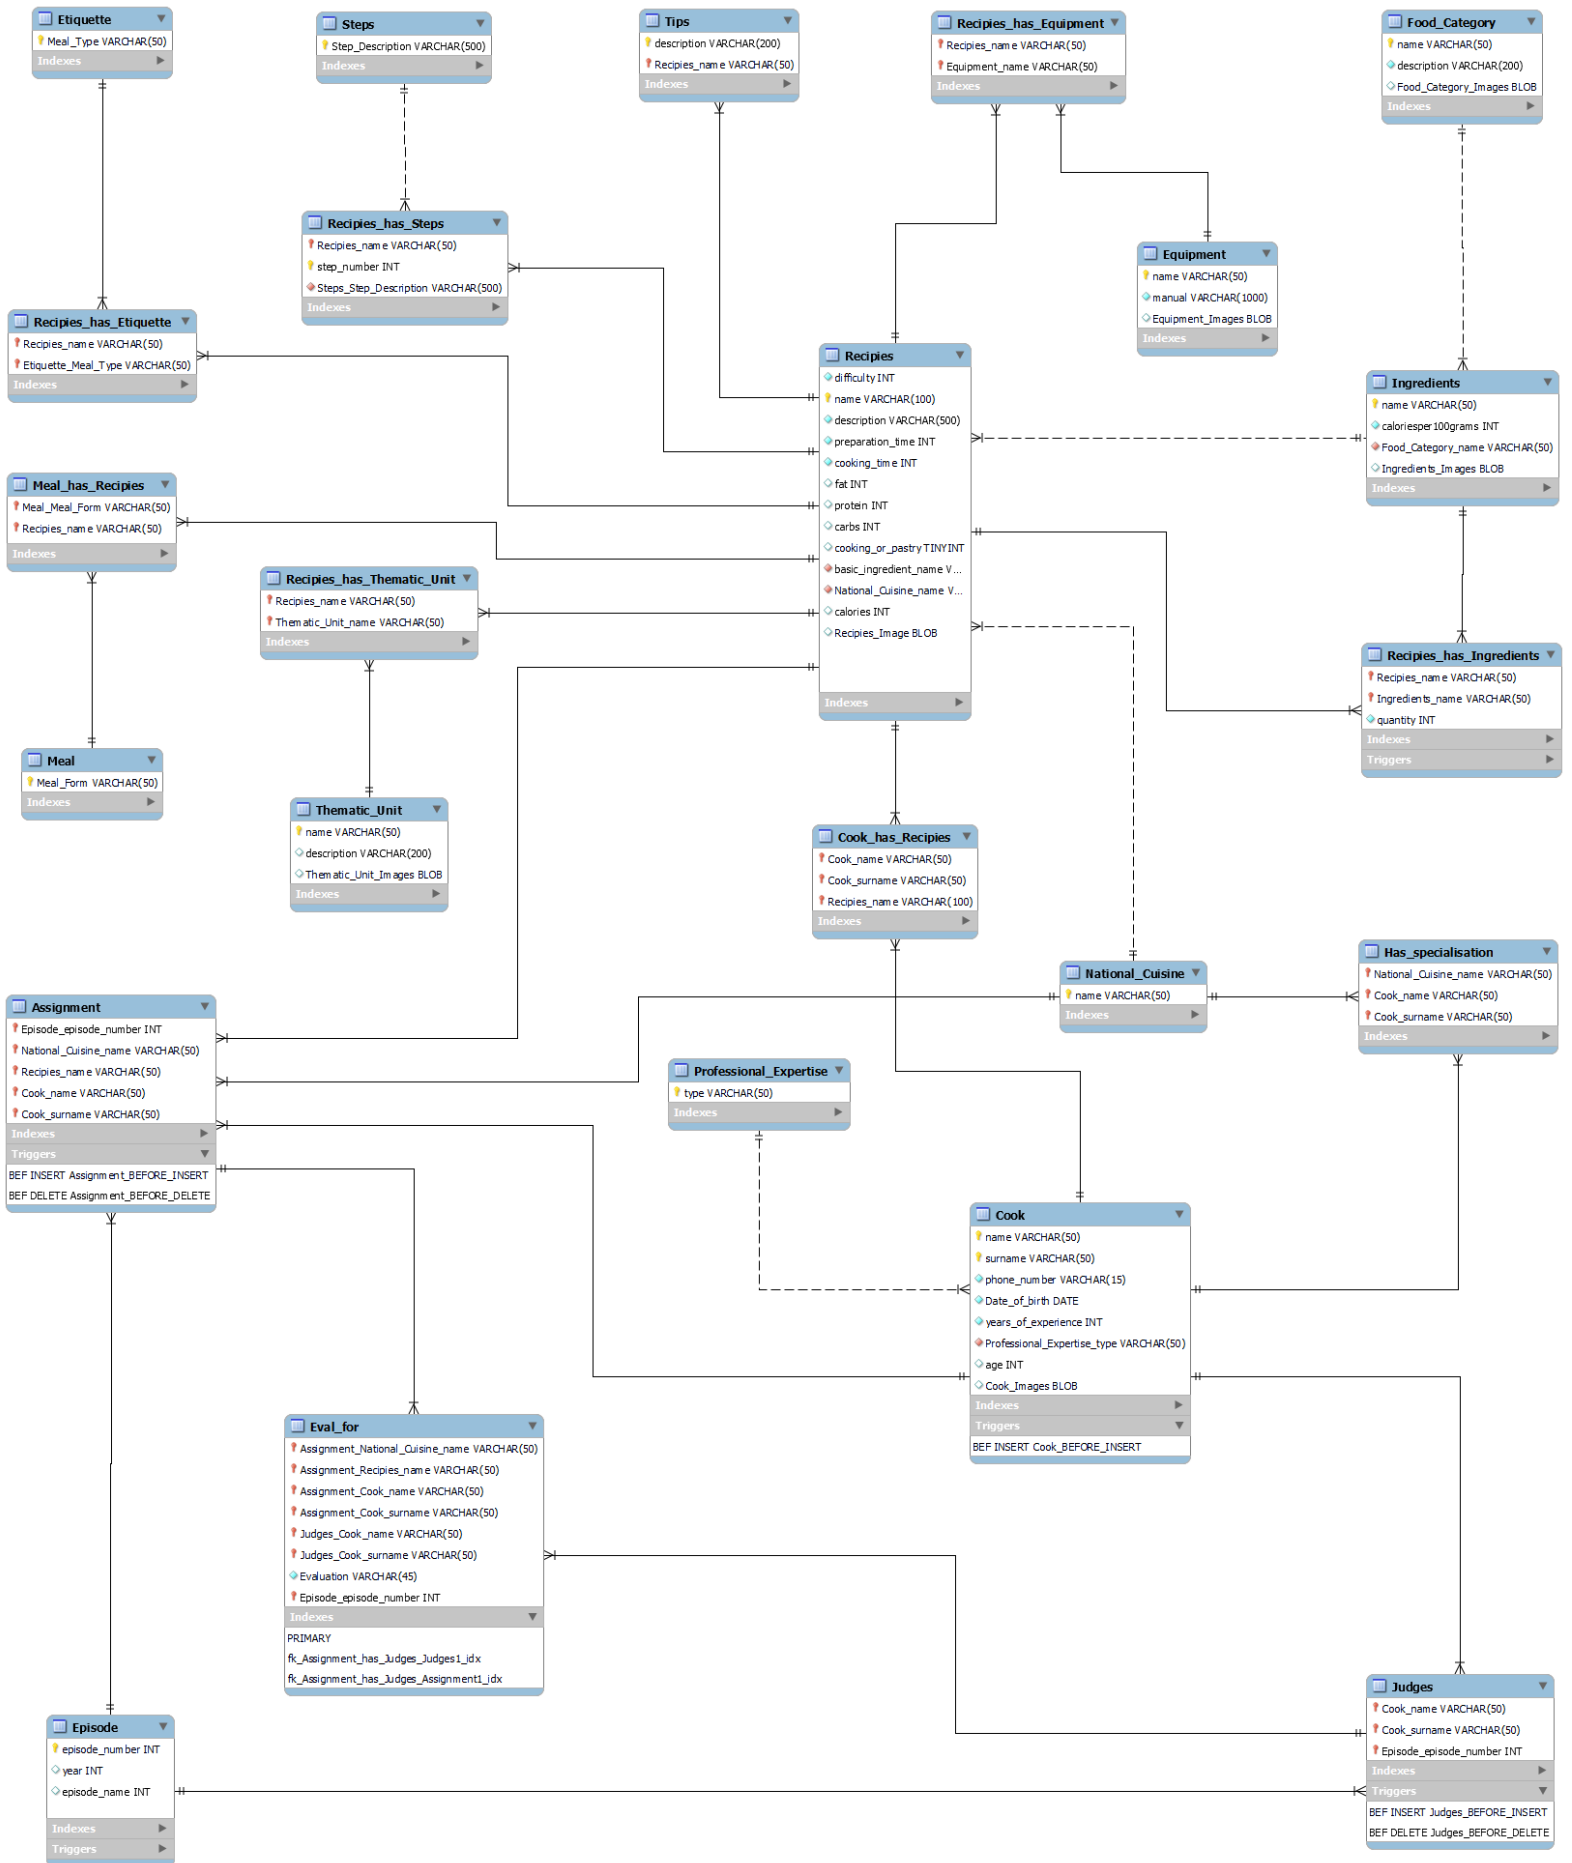 Etiquette
Meal_Type VARCHAR(50)
Indexes
Steps
Step_Description VARCHAR(500)
Indexes
Tips
description VARCHAR(200)
Recipies_name VARCHAR(50)
Indexes
Recipies_has_Equipment
Recipies_name VARCHAR(50)
Equipment_name VARCHAR(50)
Indexes
Food_Category
name VARCHAR(50)
description VARCHAR(200)
Food_Category_Images BLOB
Indexes
Recipies_has_Steps
Recipies_name VARCHAR(50)
step_number INT
Steps_Step_Description VARCHAR(500)
Indexes
Equipment
name VARCHAR(50)
manual VARCHAR(1000)
Equipment_Images BLOB
Indexes
Recipies_has_Etiquette
Recipies_name VARCHAR(50)
Etiquette_Meal_Type VARCHAR(50)
Indexes
Recipies
difficulty INT
name VARCHAR(100)
description VARCHAR(500)
preparation_time INT
cooking_time INT
fat INT
protein INT
carbs INT
cooking_or_pastry TINYINT
basic_ingredient_name V...
National_Cuisine_name V...
calories INT
Recipies_Image BLOB
Indexes
Ingredients
name VARCHAR(50)
caloriesper100grams INT
Food_Category_name VARCHAR(50)
Ingredients_Images BLOB
Indexes
Meal_has_Recipies
Meal_Meal_Form VARCHAR(50)
Recipies_name VARCHAR(50)
Indexes
Recipies_has_Thematic_Unit
Recipies_name VARCHAR(50)
Thematic_Unit_name VARCHAR(50)
Indexes
Recipies_has_Ingredients
Recipies_name VARCHAR(50)
Ingredients_name VARCHAR(50)
quantity INT
Indexes
Triggers
Meal
Meal_Form VARCHAR(50)
Indexes
Thematic_Unit
name VARCHAR(50)
description VARCHAR(200)
Thematic_Unit_Images BLOB
Indexes
Cook_has_Recipies
Cook_name VARCHAR(50)
Cook_surname VARCHAR(50)
Recipies_name VARCHAR(100)
Indexes
National_Cuisine
name VARCHAR(50)
Indexes
Has_specialisation
National_Cuisine_name VARCHAR(50)
Cook_name VARCHAR(50)
Cook_surname VARCHAR(50)
Indexes
Assignment
Episode_episode_number INT
National_Cuisine_name VARCHAR(50)
Recipies_name VARCHAR(50)
Cook_name VARCHAR(50)
Cook_surname VARCHAR(50)
Indexes
Triggers
BEF INSERT Assignment_BEFORE_INSERT
BEF DELETE Assignment_BEFORE_DELETE
Professional_Expertise
type VARCHAR(50)
Indexes
Cook
name VARCHAR(50)
surname VARCHAR(50)
phone_number VARCHAR(15)
Date_of_birth DATE
years_of_experience INT
Professional_Expertise_type VARCHAR(50)
age INT
Cook_Images BLOB
Indexes
Triggers
BEF INSERT Cook_BEFORE_INSERT
Eval_for
Assignment_National_Cuisine_name VARCHAR(50)
Assignment_Recipies_name VARCHAR(50)
Assignment_Cook_name VARCHAR(50)
Assignment_Cook_surname VARCHAR(50)
Judges_Cook_name VARCHAR(50)
Judges_Cook_surname VARCHAR(50)
Evaluation VARCHAR(45)
Episode_episode_number INT
Indexes
PRIMARY
fk_Assignment_has_Judges_Judges1_idx
fk_Assignment_has_Judges_Assignment1_idx
Judges
Cook_name VARCHAR(50)
Cook_surname VARCHAR(50)
Episode_episode_number INT
Indexes
Triggers
BEF INSERT Judges_BEFORE_INSERT
BEF DELETE Judges_BEFORE_DELETE
Episode
episode_number INT
year INT
episode_name INT
Indexes
Triggers